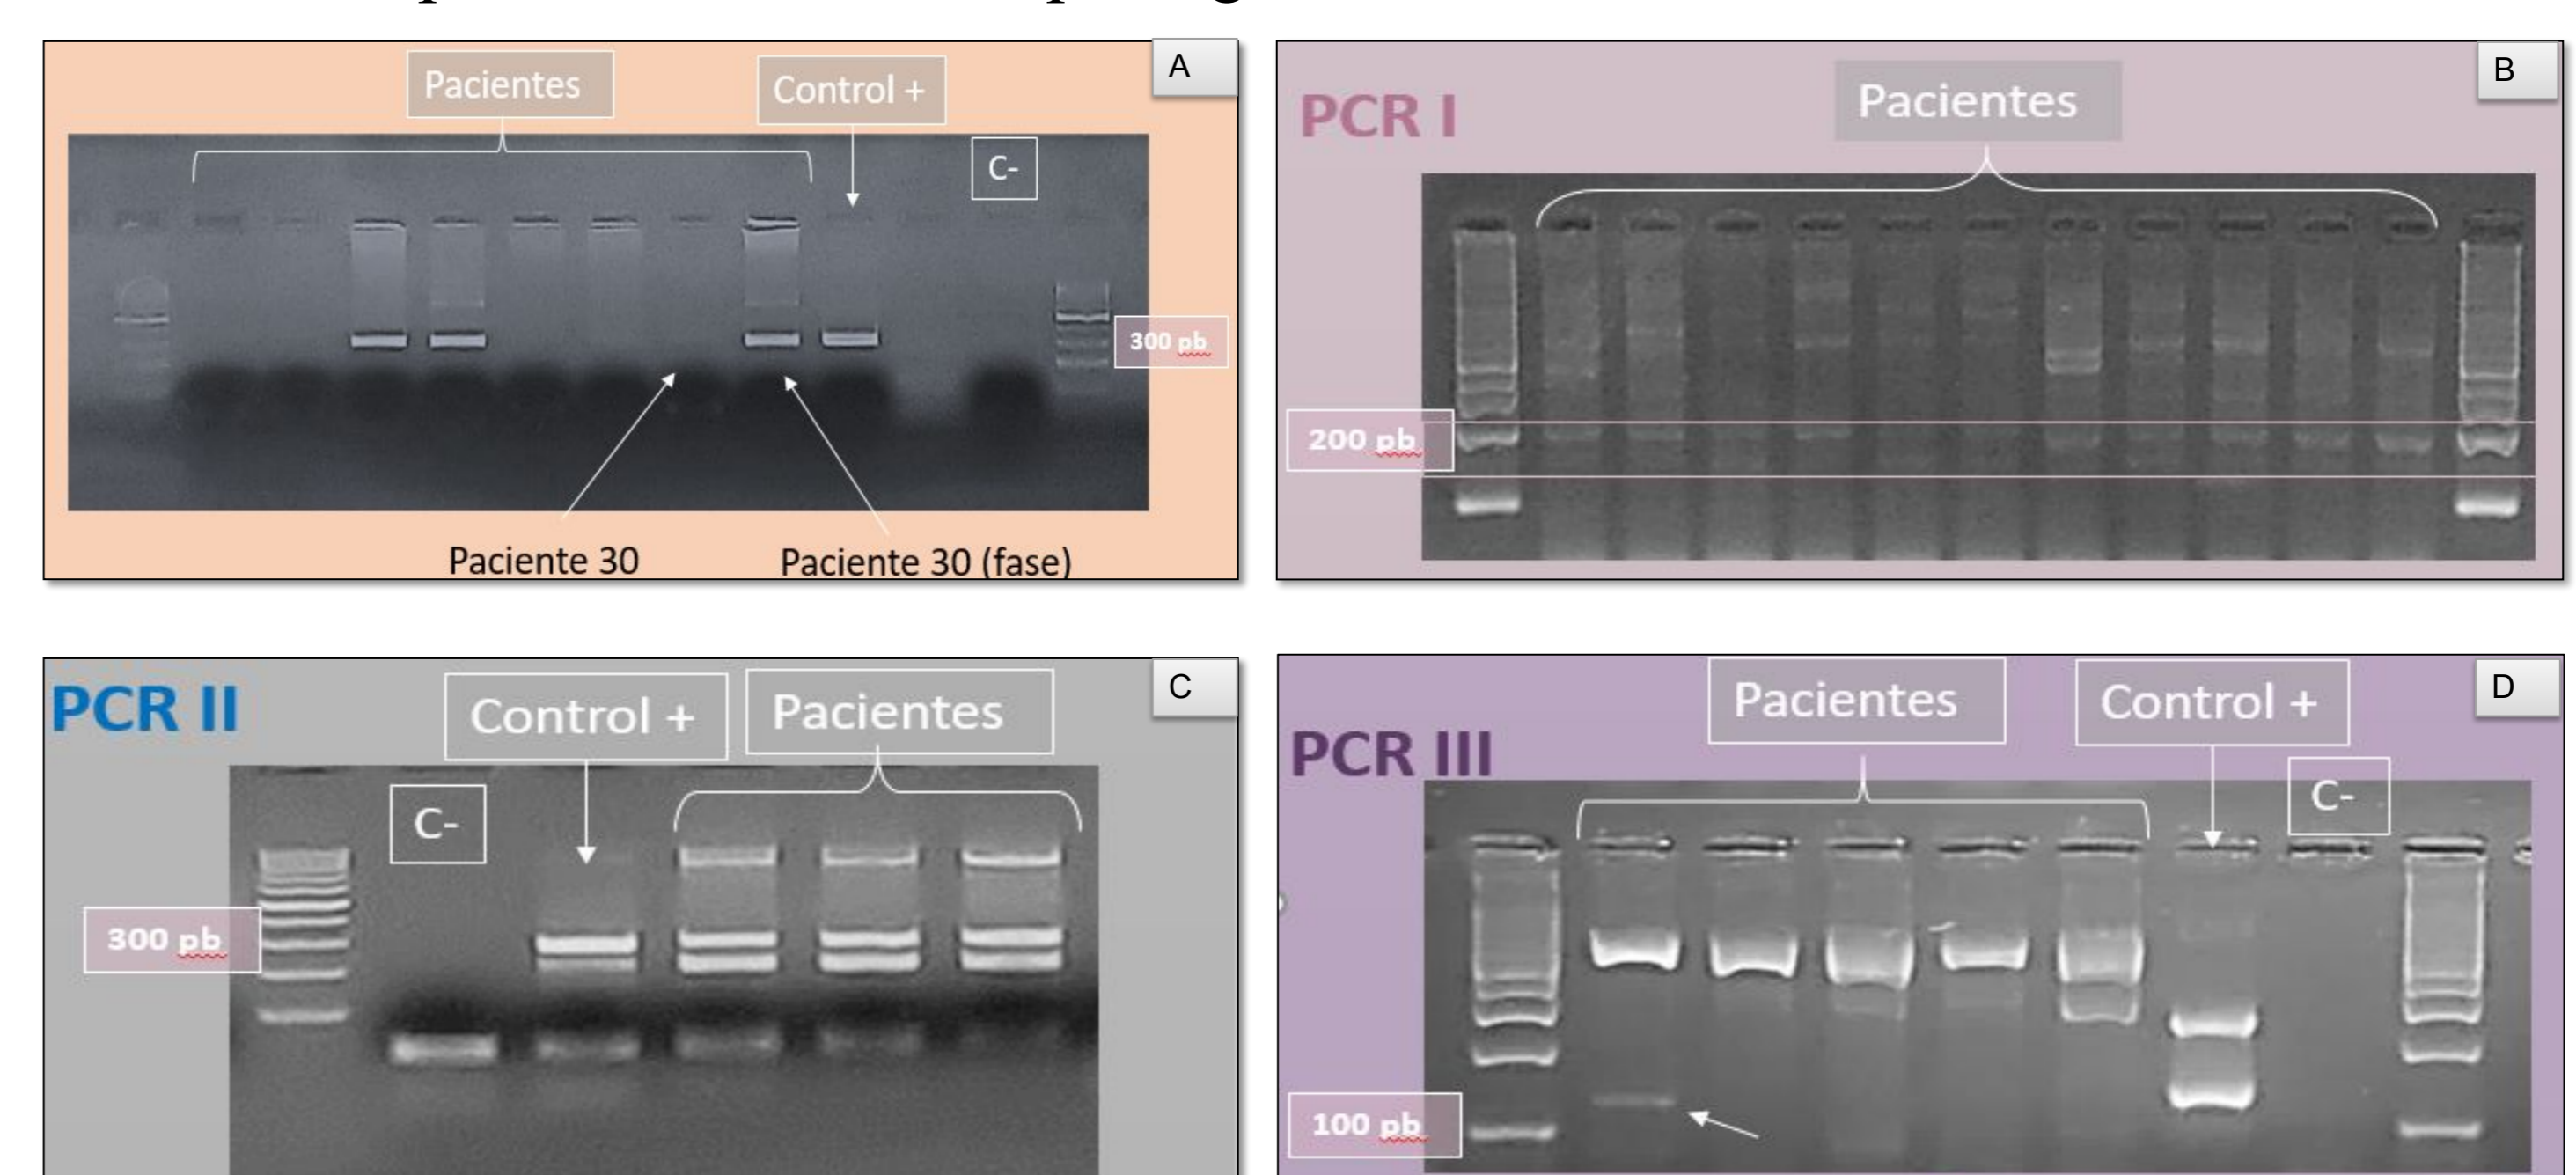 A
Pacientes
Control +
C-
300 pb
Paciente 30
Paciente 30 (fase)
B
PCR I
Pacientes
200 pb
C
PCR II
Control +
Pacientes
C-
300 pb
D
PCR III
Pacientes
Control +
C-
100 pb